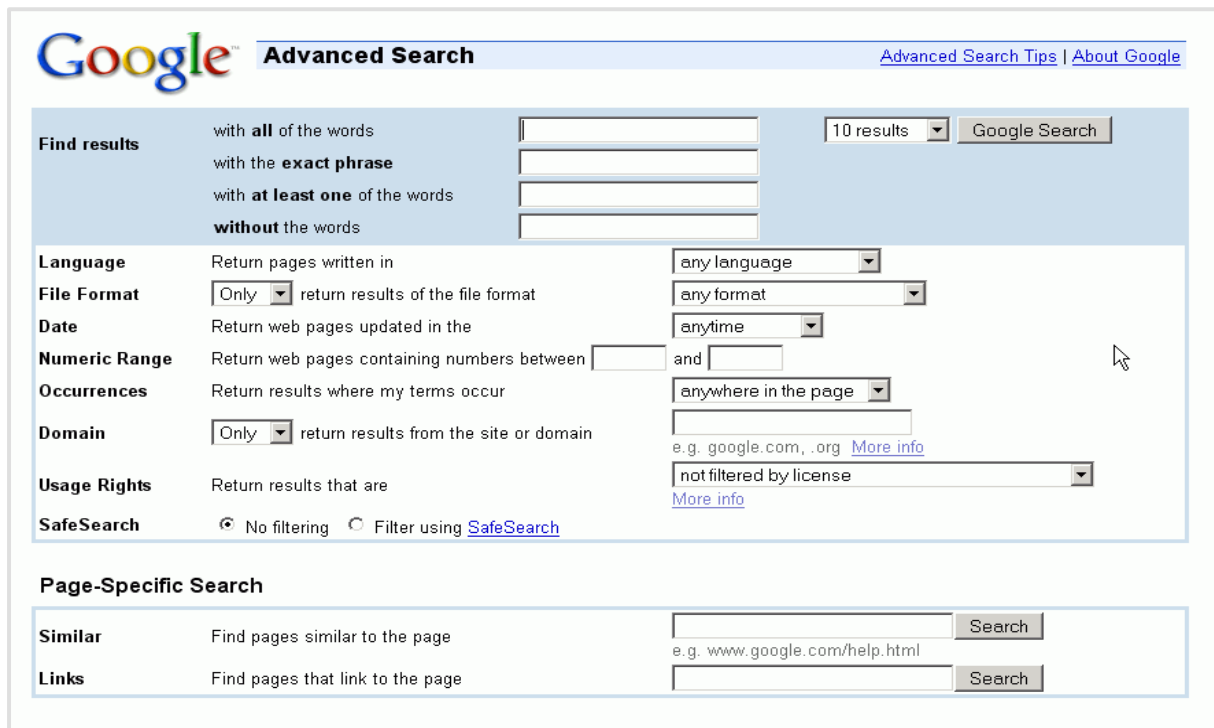 Google™ Advanced Search Advanced Search Tips | About Google
Find results with all of the words 10 results Google Search
with the exact phrase
with at least one of the words
without the words
Language Return pages written in any language
File Format Only return results of the file format any format
Date Return web pages updated in the anytime
Numeric Range Return web pages containing numbers between and
Occurrences Return results where my terms occur anywhere in the page
Domain Only return results from the site or domain
e.g. google.com, .org More info
Usage Rights Return results that are not filtered by license
More info
SafeSearch No filtering Filter using SafeSearch
Page-Specific Search
Similar Find pages similar to the page Search
e.g. www.google.com/help.html
Links Find pages that link to the page Search